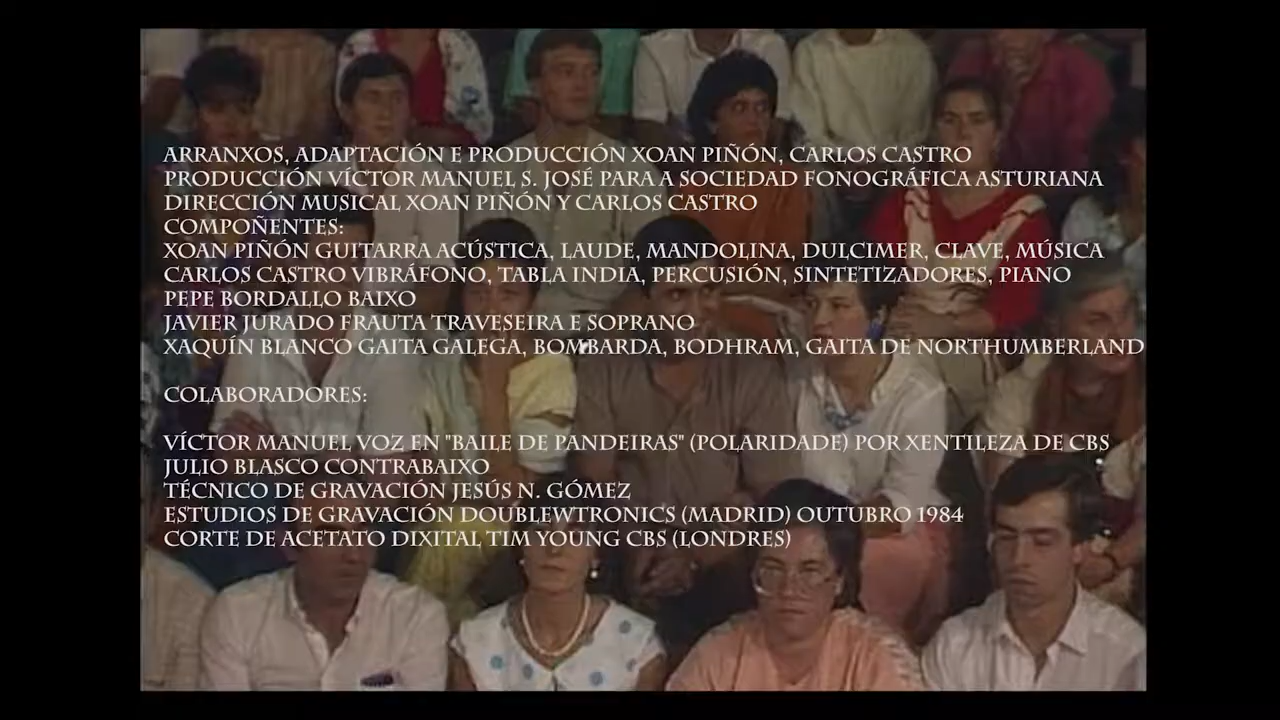 ARRANXOS, ADAPTACIÓN E PRODUCCIÓN XOAN PIÑÓN, CARLOS CASTRO
PRODUCCIÓN VÍCTOR MANUEL S. JOSÉ PARA A SOCIEDAD FONOGRÁFICA ASTURIANA
DIRECCIÓN MUSICAL XOAN PIÑÓN Y CARLOS CASTRO
COMPOÑENTES:
XOAN PIÑÓN GUITARRA ACÚSTICA, LAUDE, MANDOLINA, DULCIMER, CLAVE, MÚSICA
CARLOS CASTRO VIBRÁFONO, TABLA INDIA, PERCUSIÓN, SINTETIZADORES, PIANO
PEPE BORDALLO BAIXO
JAVIER JURADO FRAUTA TRAVESEIRA E SOPRANO
XAQUÍN BLANCO GAITA GALEGA, BOMBARDA, BODHRAM, GAITA DE NORTHUMBERLAND
COLABORADORES:
VÍCTOR MANUEL VOZ EN "BAILE DE PANDEIRAS" (POLARIDADE) POR XENTILEZA DE CBS
JULIO BLASCO CONTRABAIXO
TÉCNICO DE GRAVACIÓN JESÚS N. GÓMEZ
ESTUDIOS DE GRAVACIÓN DOUBLEWTRONICS (MADRID) OUTUBRO 1984
CORTE DE ACETATO DIXITAL TIM YOUNG CBS (LONDRES)